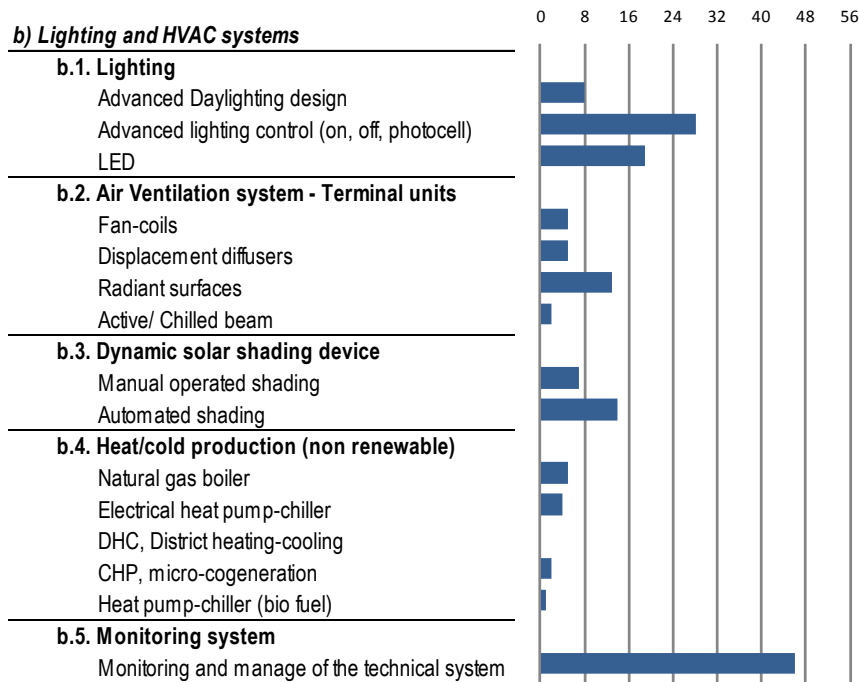 0 8 16 24 32 40 48 56
b) Lighting and HVAC systems
b.1. Lighting
Advanced Daylighting design
Advanced lighting control (on, off, photocell)
LED
b.2. Air Ventilation system - Terminal units
Fan-coils
Displacement diffusers
Radiant surfaces
Active/ Chilled beam
b.3. Dynamic solar shading device
Manual operated shading
Automated shading
b.4. Heat/cold production (non renewable)
Natural gas boiler
Electrical heat pump-chiller
DHC, District heating-cooling
CHP, micro-cogeneration
Heat pump-chiller (bio fuel)
b.5. Monitoring system
Monitoring and manage of the technical system